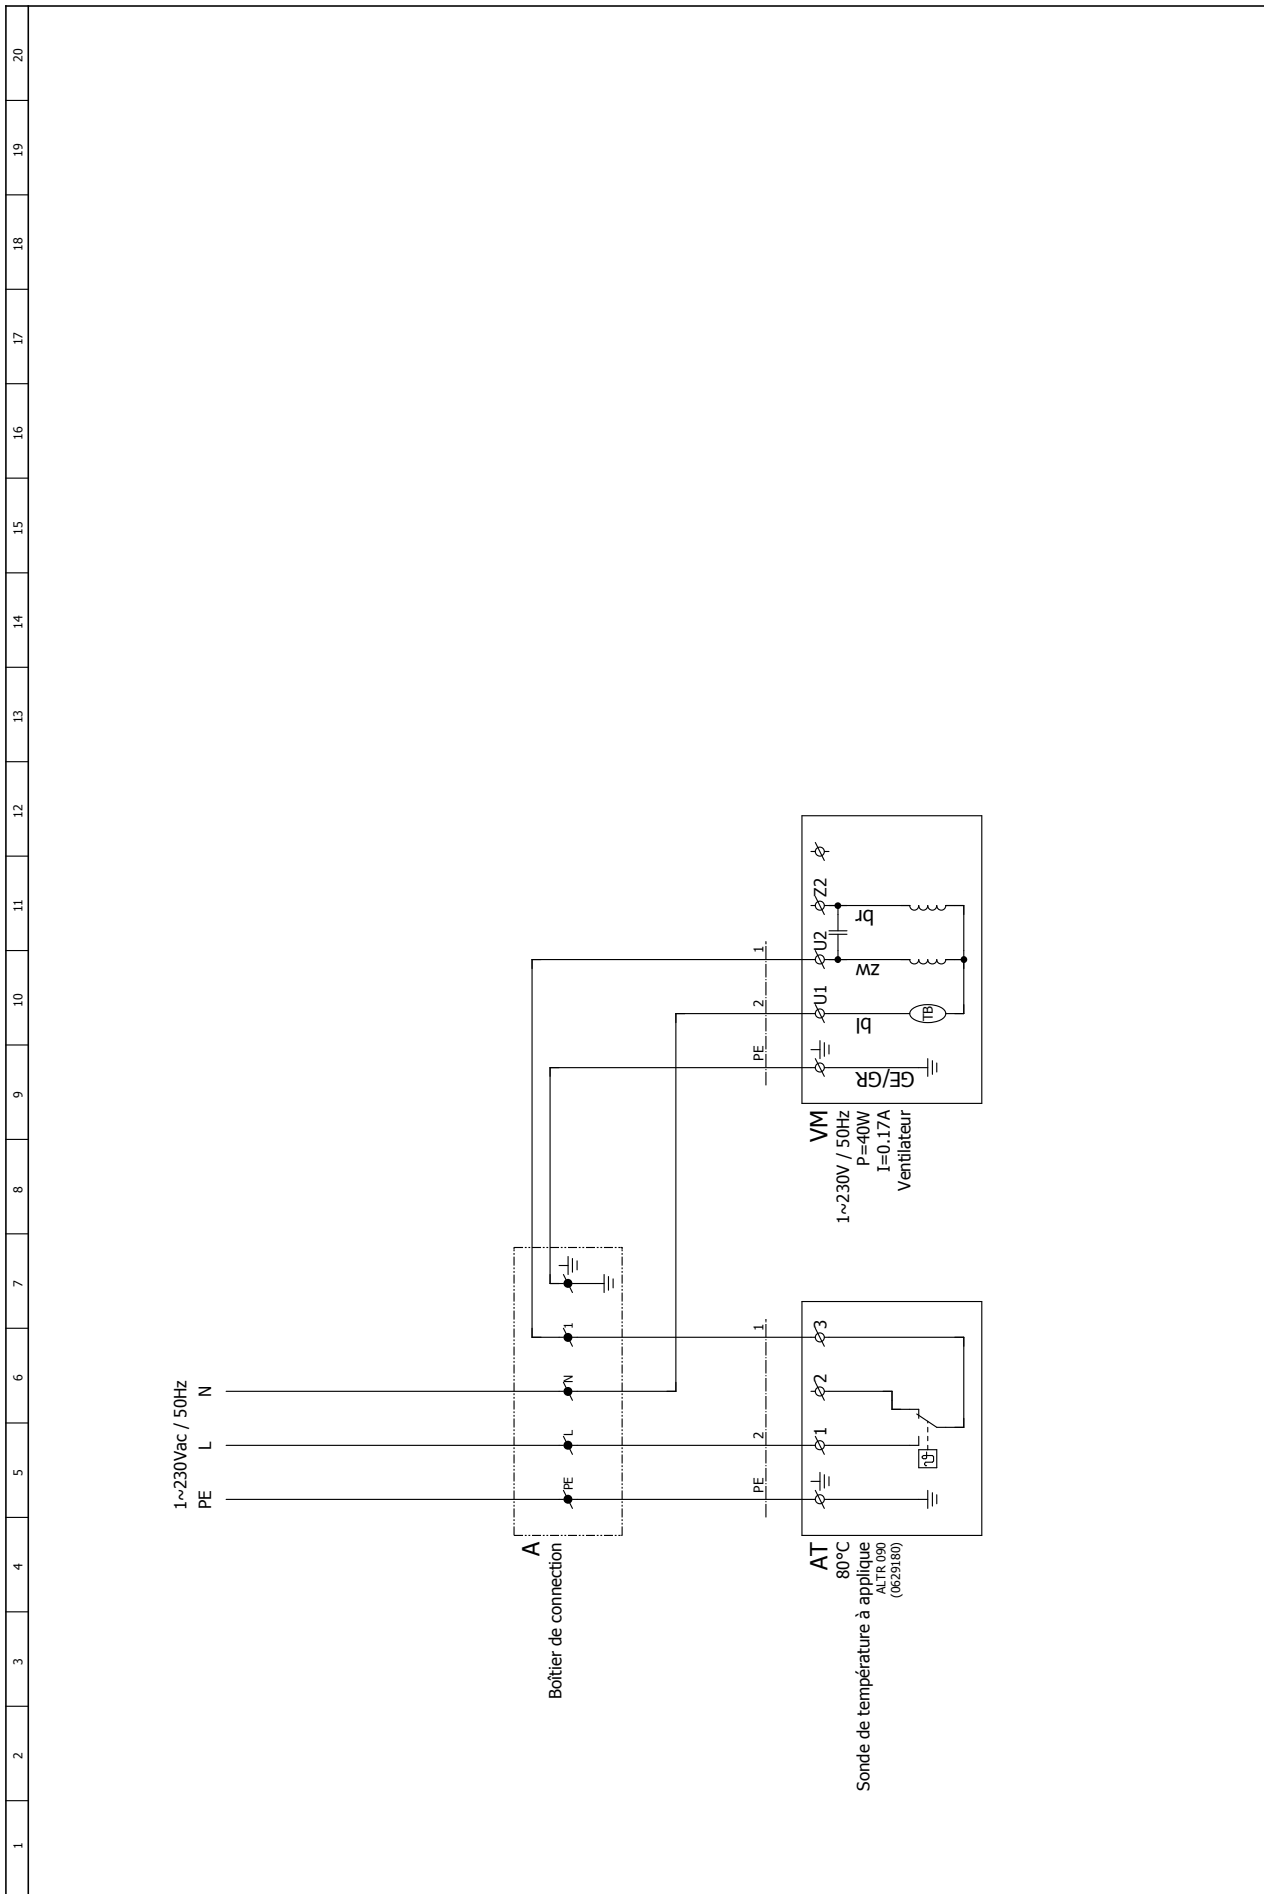 1
2
3
4
5
6
7
8
9
10
11
12
13
14
15
16
17
18
19
20
1~230Vac / 50Hz
PE L N
A
Boîtier de connection
PE L N 1
PE 2 1
PE 2 1
AT
80°C
Sonde de température à applique
ALTR 090
(0629180)
1 2 3
VM
1~230V / 50Hz
P=40W
I=0.17A
Ventilateur
U1 U2 Z2
GE/GR bl zw br
TB